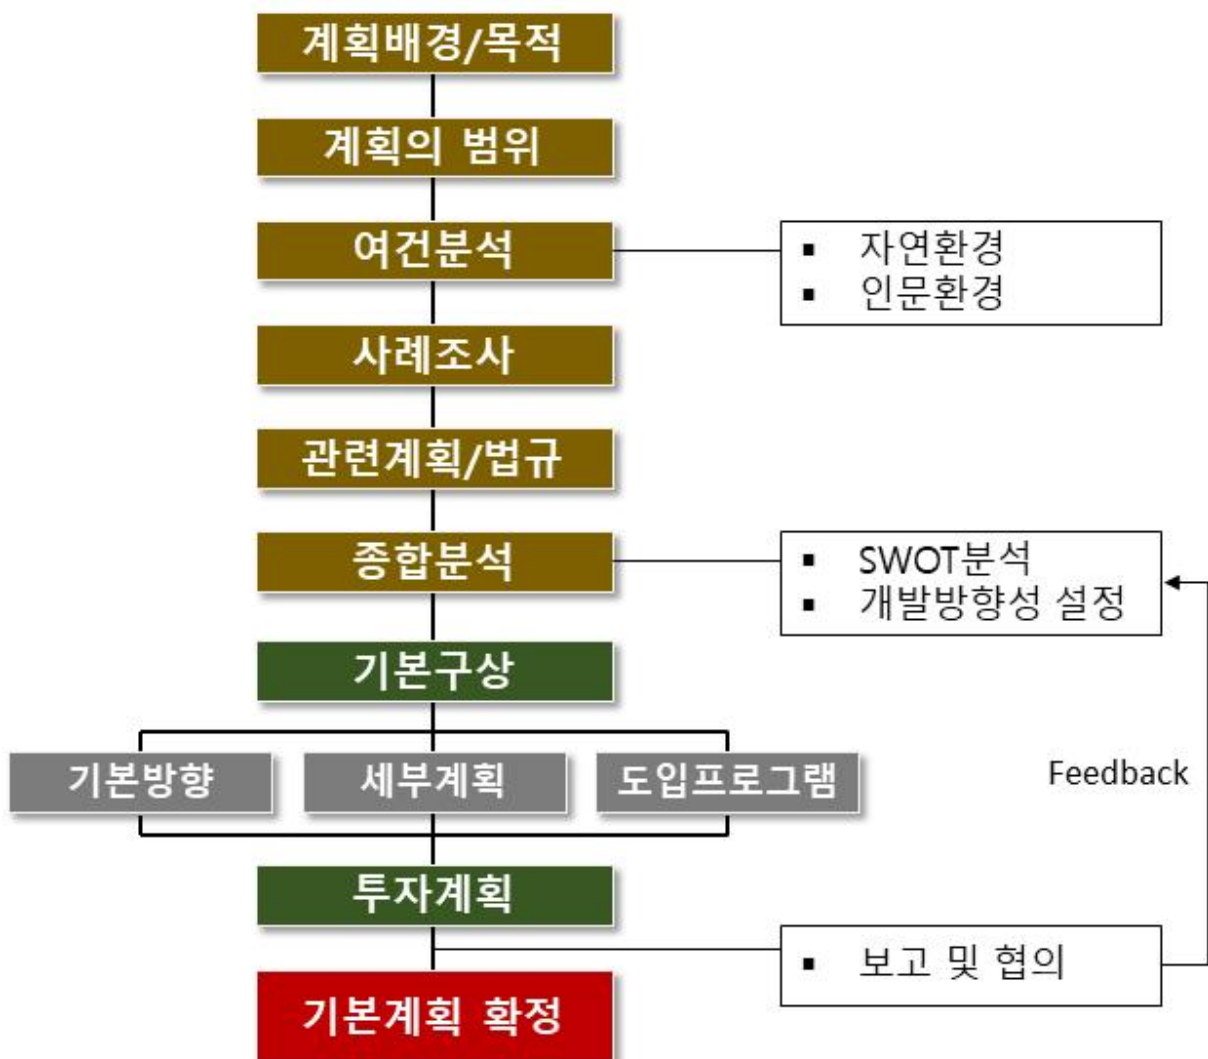 계획배경/목적
계획의 범위
여건분석
▪ 자연환경
▪ 인문환경
사례조사
관련계획/법규
종합분석
▪ SWOT분석
▪ 개발방향성 설정
기본구상
기본방향
세부계획
도입프로그램
Feedback
투자계획
▪ 보고 및 협의
기본계획 확정